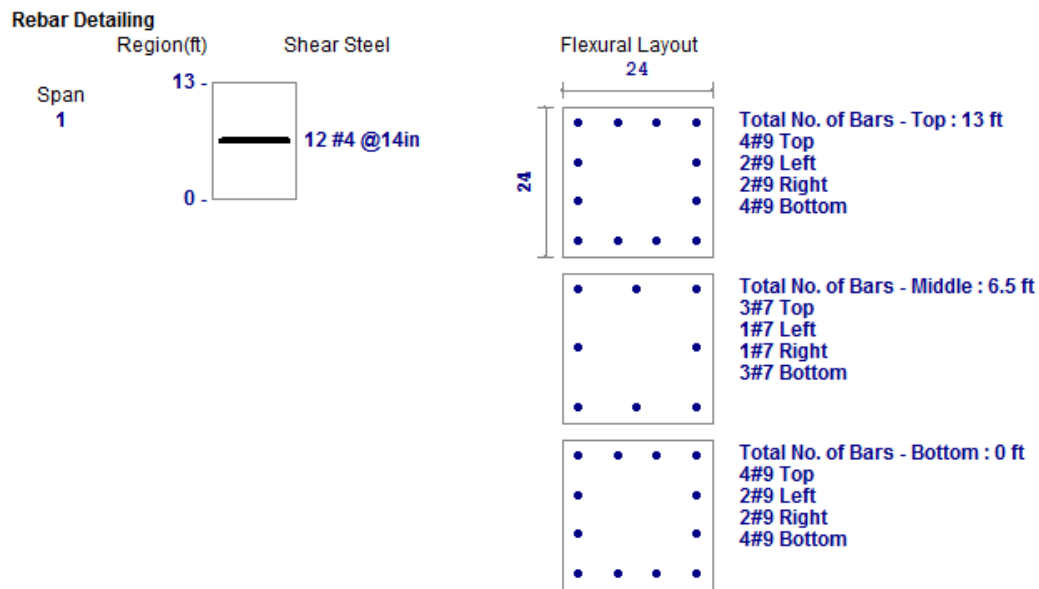 Rebar Detailing
Region(ft) Shear Steel Flexural Layout
24
Span
1
13 -
12 #4 @14in
0 -
24
Total No. of Bars - Top : 13 ft
4#9 Top
2#9 Left
2#9 Right
4#9 Bottom
Total No. of Bars - Middle : 6.5 ft
3#7 Top
1#7 Left
1#7 Right
3#7 Bottom
Total No. of Bars - Bottom : 0 ft
4#9 Top
2#9 Left
2#9 Right
4#9 Bottom